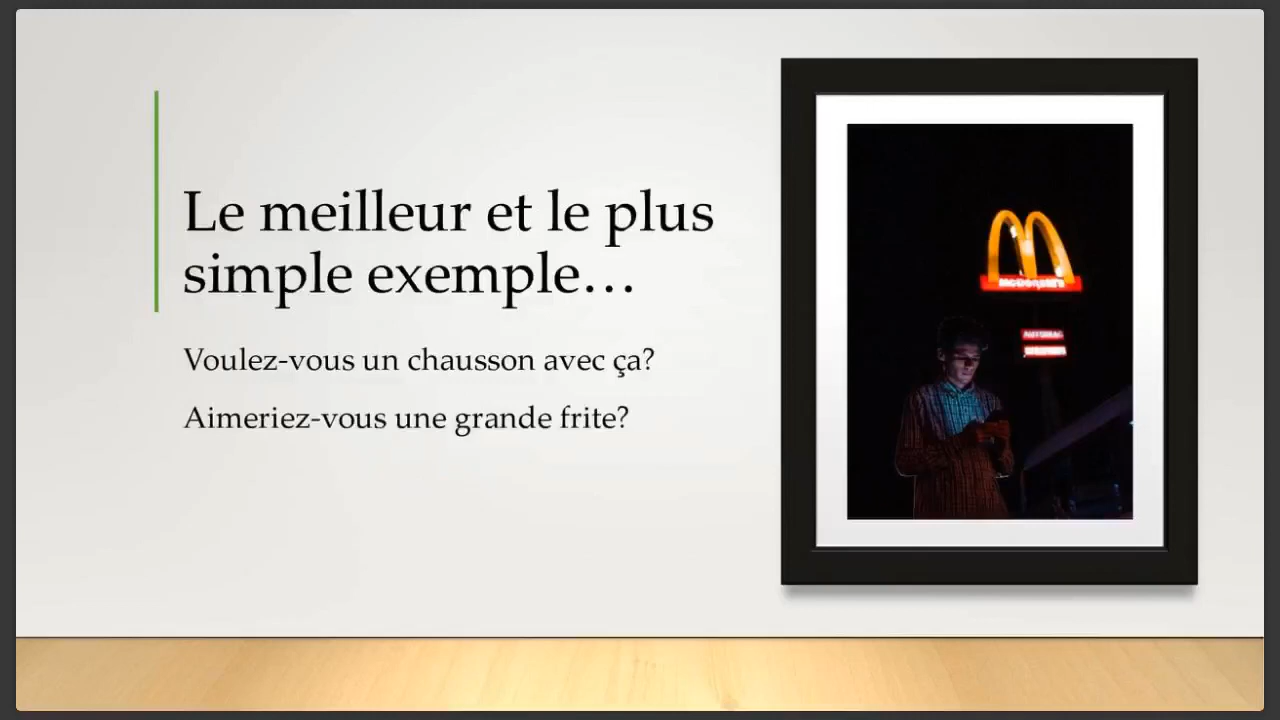 Le meilleur et le plus
simple exemple…
Voulez-vous un chausson avec ça?
Aimeriez-vous une grande frite?
McDonald's